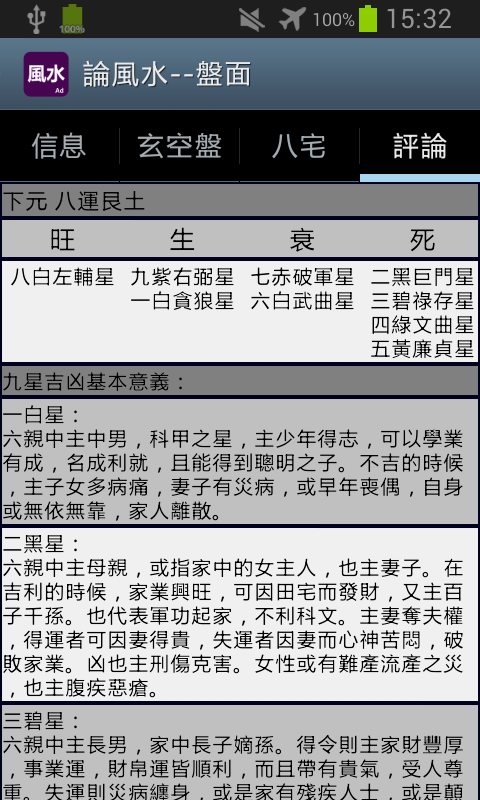 100%
100%
15:32
風水
Ad
論風水--盤面
信息
玄空盤
八宅
評論
下元 八運艮土
旺 生 衰 死
八白左輔星 九紫右弼星 七赤破軍星 二黑巨門星
一白貪狼星 六白武曲星 三碧祿存星
四綠文曲星
五黃廉貞星
九星吉凶基本意義：
一白星：
六親中主中男，科甲之星，主少年得志，可以學業
有成，名成利就，且能得到聰明之子。不吉的時候
，主子女多病痛，妻子有災病，或早年喪偶，自身
或無依無靠，家人離散。
二黑星：
六親中主母親，或指家中的女主人，也主妻子。在
吉利的時候，家業興旺，可因田宅而發財，又主百
子千孫。也代表軍功起家，不利科文。主妻奪夫權
，得運者可因妻得貴，失運者因妻而心神苦悶，破
敗家業。凶也主刑傷克害。女性或有難產流產之災
，也主腹疾惡瘡。
三碧星：
六親中主長男，家中長子嫡孫。得令則主家財豐厚
，事業運，財帛運皆順利，而且帶有貴氣，受人尊
重。失運則災病纏身，或是家有殘疾人士，或是顛